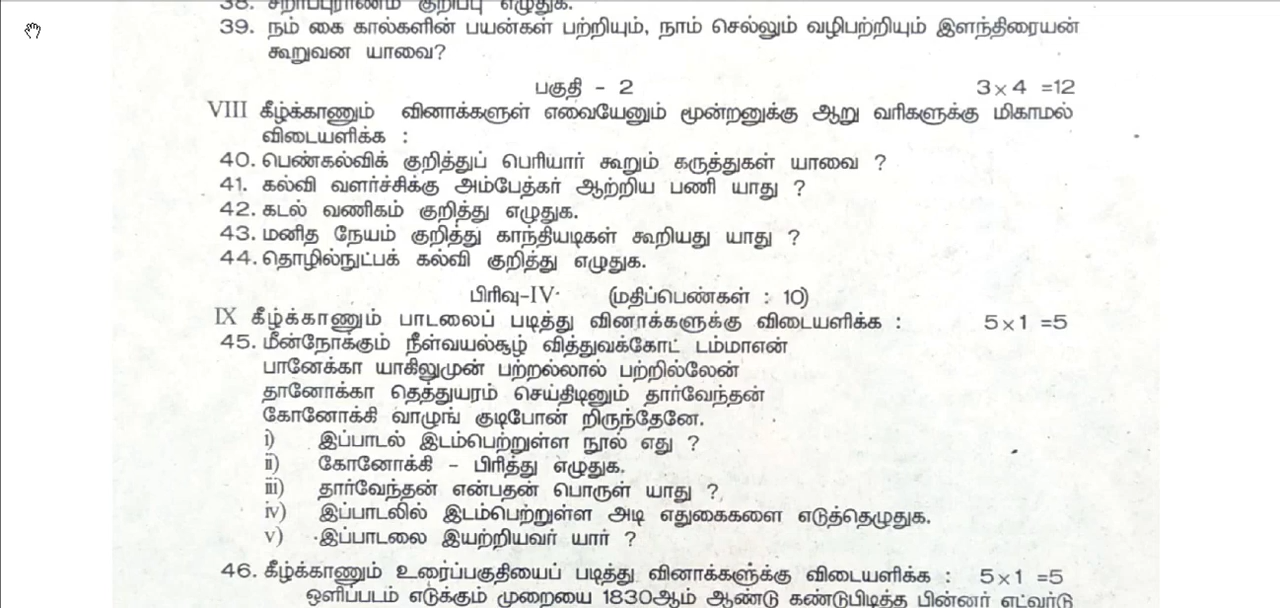 38. சீறாப்புராணம் குறிப்பு எழுதுக.
39. நம் கை கால்களின் பயன்கள் பற்றியும், நாம் செல்லும் வழிபற்றியும் இளந்திரையன்
கூறுவன யாவை?
பகுதி - 2 3 x 4 =12
VIII கீழ்க்காணும் வினாக்களுள் எவையேனும் மூன்றனுக்கு ஆறு வரிகளுக்கு மிகாமல்
விடையளிக்க :
40. பெண்கல்விக் குறித்துப் பெரியார் கூறும் கருத்துகள் யாவை ?
41. கல்வி வளர்ச்சிக்கு அம்பேத்கர் ஆற்றிய பணி யாது ?
42. கடல் வணிகம் குறித்து எழுதுக.
43. மனித நேயம் குறித்து காந்தியடிகள் கூறியது யாது ?
44. தொழில்நுட்பக் கல்வி குறித்து எழுதுக.
பிரிவு-IV (மதிப்பெண்கள் : 10)
IX கீழ்க்காணும் பாடலைப் படித்து வினாக்களுக்கு விடையளிக்க : 5 x 1 =5
45. மீன்நோக்கும் நீள்வயல்சூழ் வித்துவக்கோட் டம்மாஎன்
பானேக்கா யாகிலுமுன் பற்றல்லால் பற்றில்லேன்
தானோக்கா தெத்துயரம் செய்திடினும் தார்வேந்தன்
கோனோக்கி வாழுங் குடிபோன் றிருந்தேனே.
i) இப்பாடல் இடம்பெற்றுள்ள நூல் எது ?
ii) கோனோக்கி - பிரித்து எழுதுக.
iii) தார்வேந்தன் என்பதன் பொருள் யாது ?
iv) இப்பாடலில் இடம்பெற்றுள்ள அடி எதுகைகளை எடுத்தெழுதுக.
v) இப்பாடலை இயற்றியவர் யார் ?
46. கீழ்க்காணும் உரைப்பகுதியைப் படித்து வினாக்களுக்கு விடையளிக்க : 5 x 1 =5
ஒளிப்படம் எடுக்கும் முறையை 1830ஆம் ஆண்டு கண்டுபிடித்த பின்னர் எட்வர்டு